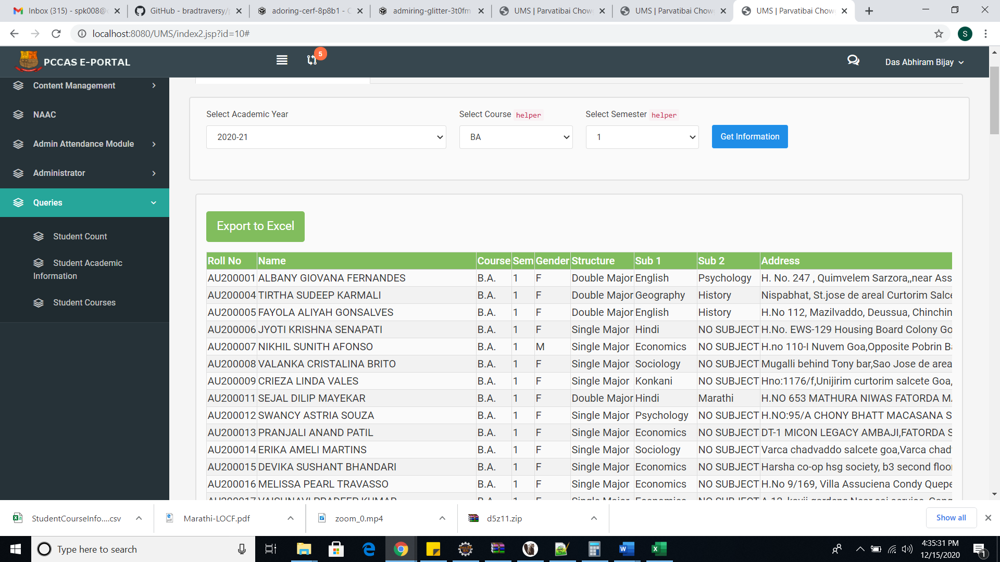 Inbox (315) - spk008@
GitHub - bradtraversy/
adoring-cerf-8p8b1 - C
admiring-glitter-3t0fm
UMS | Parvatibai Chow
UMS | Parvatibai Chow
UMS | Parvatibai Chow
localhost:8080/UMS/index2.jsp?id=10#
S
PCCAS E-PORTAL
5
Das Abhiram Bijay
Content Management
NAAC
Admin Attendance Module
Administrator
Queries
Student Count
Student Academic
Information
Student Courses
Select Academic Year
Select Course helper
Select Semester helper
2020-21
BA
1
Get Information
Export to Excel
Roll No Name Course Sem Gender Structure Sub 1 Sub 2 Address
AU200001 ALBANY GIOVANA FERNANDES B.A. 1 F Double Major English Psychology H. No. 247 , Quimvelem Sarzora,,near Ass
AU200004 TIRTHA SUDEEP KARMALI B.A. 1 F Double Major Geography History Nispabhat, St.jose de areal Curtorim Salce
AU200005 FAYOLA ALIYAH GONSALVES B.A. 1 F Double Major English History H.No 112, Mazilvaddo, Deussua, Chinchin
AU200006 JYOTI KRISHNA SENAPATI B.A. 1 F Single Major Hindi NO SUBJECT H.No. EWS-129 Housing Board Colony Go
AU200007 NIKHIL SUNITH AFONSO B.A. 1 M Single Major Economics NO SUBJECT H.no 110-I Nuvem Goa,Opposite Pobrin Ba
AU200008 VALANKA CRISTALINA BRITO B.A. 1 F Single Major Sociology NO SUBJECT Mugalli behind Tony bar,Sao Jose de area
AU200009 CRIEZA LINDA VALES B.A. 1 F Single Major Konkani NO SUBJECT Hno:1176/f,Unijirim curtorim salcete Goa,
AU200011 SEJAL DILIP MAYEKAR B.A. 1 F Double Major Hindi Marathi H.NO 653 MATHURA NIWAS FATORDA MA
AU200012 SWANCY ASTRIA SOUZA B.A. 1 F Single Major Psychology NO SUBJECT H.NO:95/A CHONY BHATT MACASANA S
AU200013 PRANJALI ANAND PATIL B.A. 1 F Single Major Economics NO SUBJECT DT-1 MICON LEGACY AMBAJI,FATORDA S
AU200014 ERIKA AMELI MARTINS B.A. 1 F Single Major Sociology NO SUBJECT Varca chadvaddo salcete goa,Varca chad
AU200015 DEVIKA SUSHANT BHANDARI B.A. 1 F Single Major Economics NO SUBJECT Harsha co-op hsg society, b3 second floor
AU200016 MELISSA PEARL TRAVASSO B.A. 1 F Single Major Economics NO SUBJECT H.No 9/169, Villa Assuciena Condy Quepe
AU200017 VAISHNAVI PRADEEP KUMAR B.A. 1 F Single Major Economics NO SUBJECT
StudentCourseInfo....csv
Marathi-LOCF.pdf
zoom_0.mp4
d5z11.zip
Show all
Type here to search
4:35:31 PM
12/15/2020
1